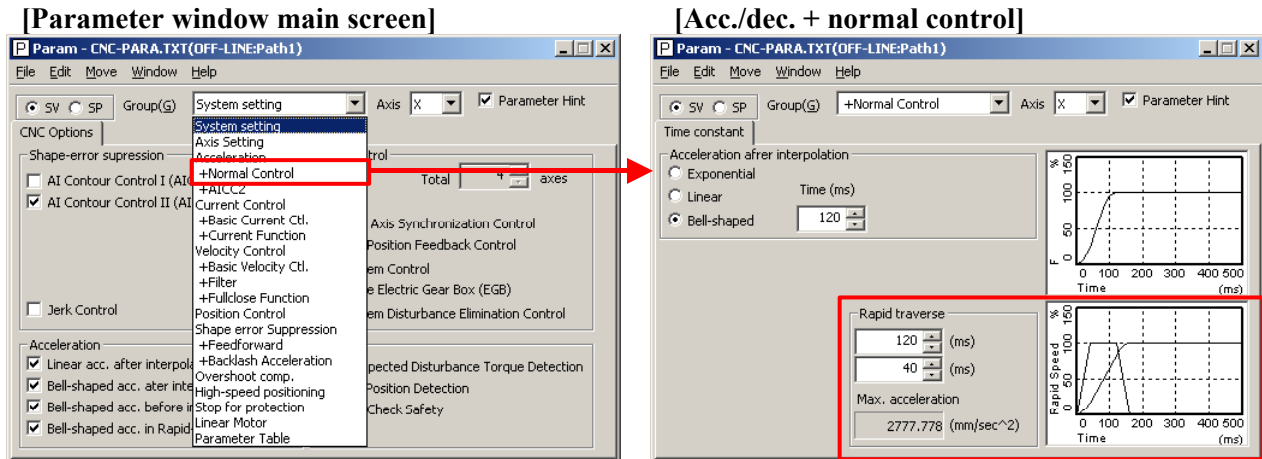 [Parameter window main screen]
Param - CNC-PARA.TXT(OFF-LINE:Path1)
File Edit Move Window Help
SV SP Group(G) System setting Axis X Parameter Hint
CNC Options
System setting
Axis Setting
Acceleration
+Normal Control
+AICC2
Current Control
+Basic Current Ctl.
+Current Function
Velocity Control
+Basic Velocity Ctl.
+Filter
+Fullclose Function
Position Control
Shape error Suppression
+Feedforward
+Backlash Acceleration
Overshoot comp.
High-speed positioning
Stop for protection
Linear Motor
Parameter Table
Shape-error supression
AI Contour Control I (AIC
AI Contour Control II (AI
Jerk Control
trol
Total 4 axes
Axis Synchronization Control
Position Feedback Control
em Control
e Electric Gear Box (EGB)
em Disturbance Elimination Control
Acceleration
Linear acc. after interpola
Bell-shaped acc. ater inte
Bell-shaped acc. before i
Bell-shaped acc. in Rapid-
pected Disturbance Torque Detection
Position Detection
Check Safety
[Acc./dec. + normal control]
Param - CNC-PARA.TXT(OFF-LINE:Path1)
File Edit Move Window Help
SV SP Group(G) +Normal Control Axis X Parameter Hint
Time constant
Acceleration afrer interpolation
Exponential
Linear
Bell-shaped
Time (ms)
120
% 150
100
50
F 0
0 100 200 300 400 500
Time (ms)
Rapid traverse
120 (ms)
40 (ms)
Max. acceleration
2777.778 (mm/sec^2)
% 150
100
50
0
Rapid Speed
0 100 200 300 400 500
Time (ms)